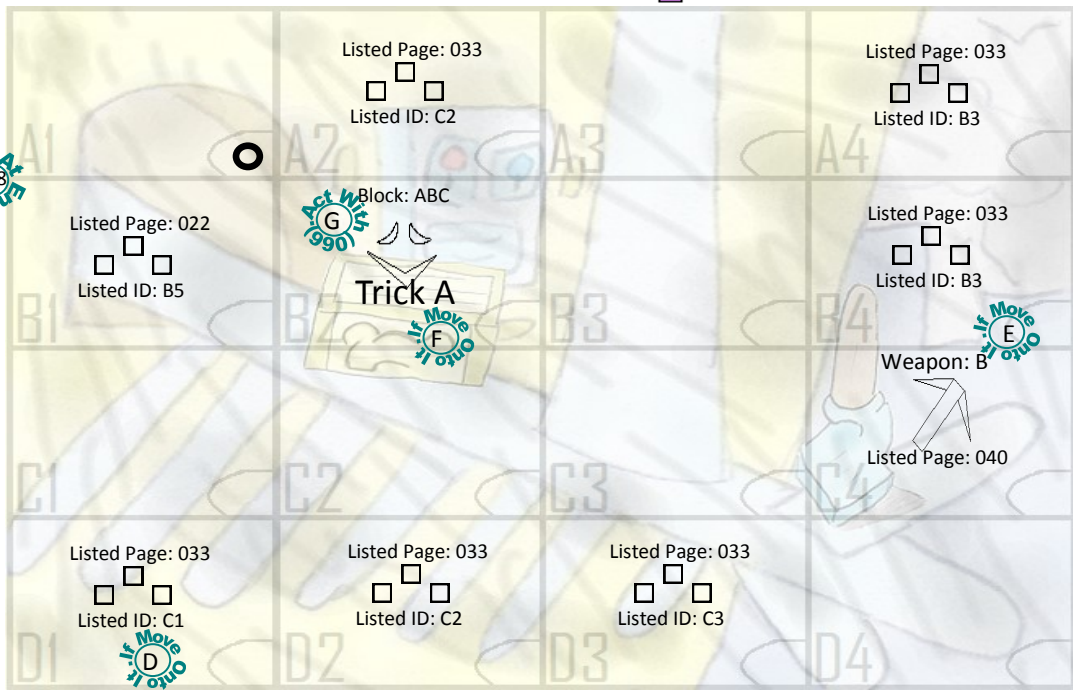 Listed Page: 033
Listed ID: C2
Listed Page: 033
Listed ID: B3
A1
A2
A3
A4
Act With
(066)
G
Block: ABC
Listed Page: 022
Listed ID: B5
Trick A
If Move
Onto It.
F
Listed Page: 033
Listed ID: B3
If Move
Onto It.
E
B1
B3
B4
Weapon: B
Listed Page: 040
C1
C2
C3
C4
Listed Page: 033
Listed ID: C1
If Move
Onto It.
D
Listed Page: 033
Listed ID: C2
Listed Page: 033
Listed ID: C3
D1
D2
D3
D4